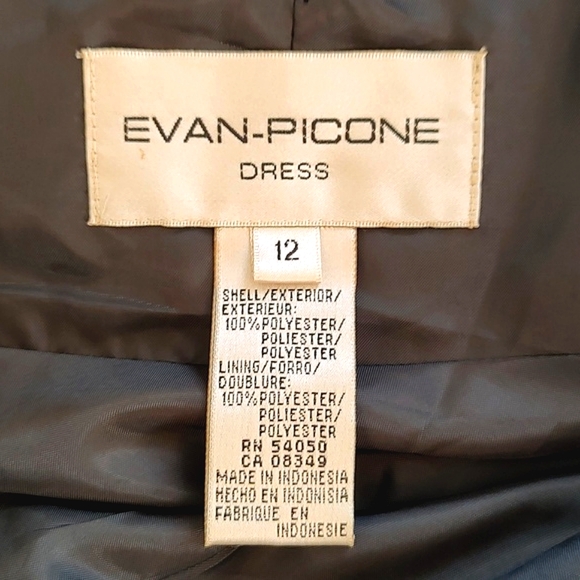 EVAN-PICONE
DRESS
12
SHELL/EXTERIOR/
EXTERIEUR:
100%POLYESTER/
POLIESTER/
POLYESTER
LINING/FORRO/
DOUBLURE:
100%POLYESTER/
POLIESTER/
POLYESTER
RN 54050
CA 08349
MADE IN INDONESIA
HECHO EN INDONISIA
FABRIQUE EN
INDONESIE